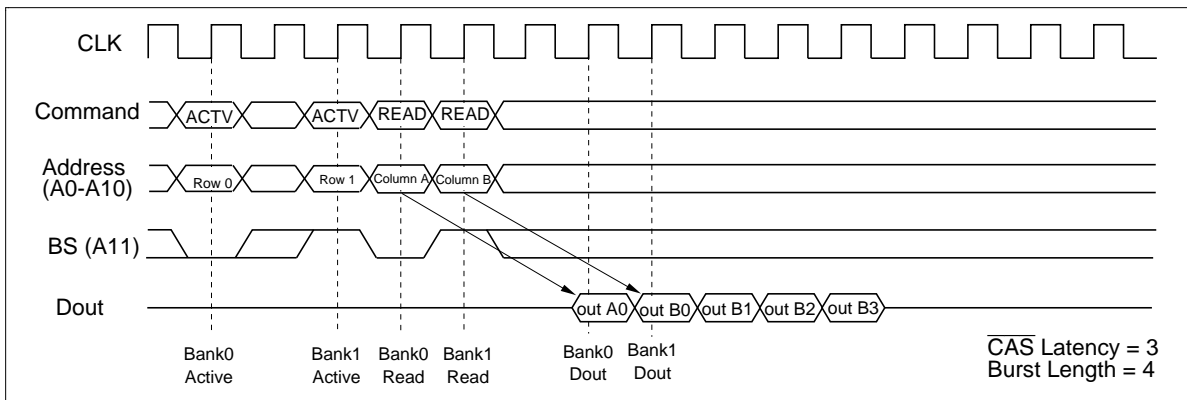 CLK
Command ACTV ACTV READ READ
Address
(A0-A10) Row 0 Row 1 Column A Column B
BS (A11)
Dout out A0 out B0 out B1 out B2 out B3
Bank0 Bank1 Bank0 Bank1 Bank0 Bank1
Active Active Read Read Dout Dout
CAS Latency = 3
Burst Length = 4